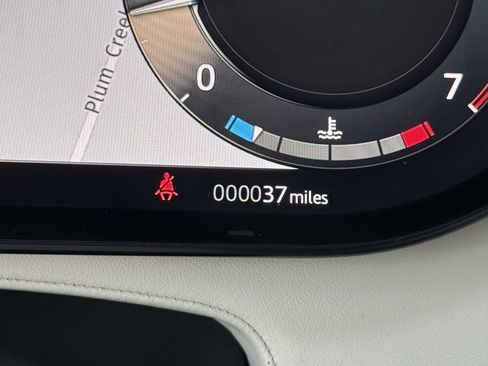 Plum Creek
0
7
000037 miles